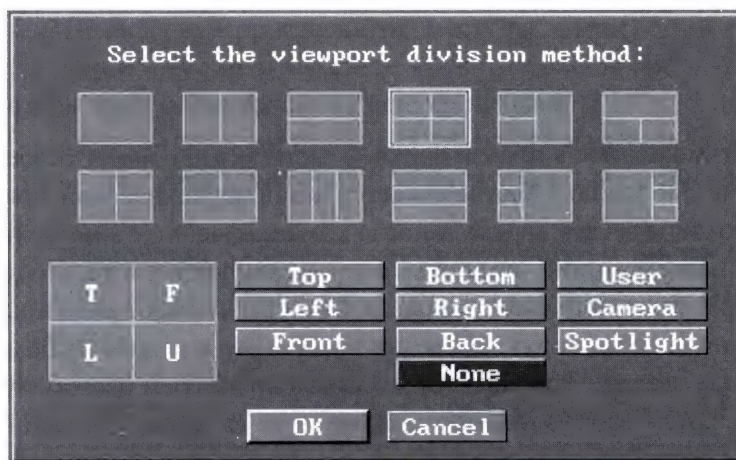 Select the viewport division method:
T F
L U
Top Bottom User
Left Right Camera
Front Back Spotlight
None
OK Cancel